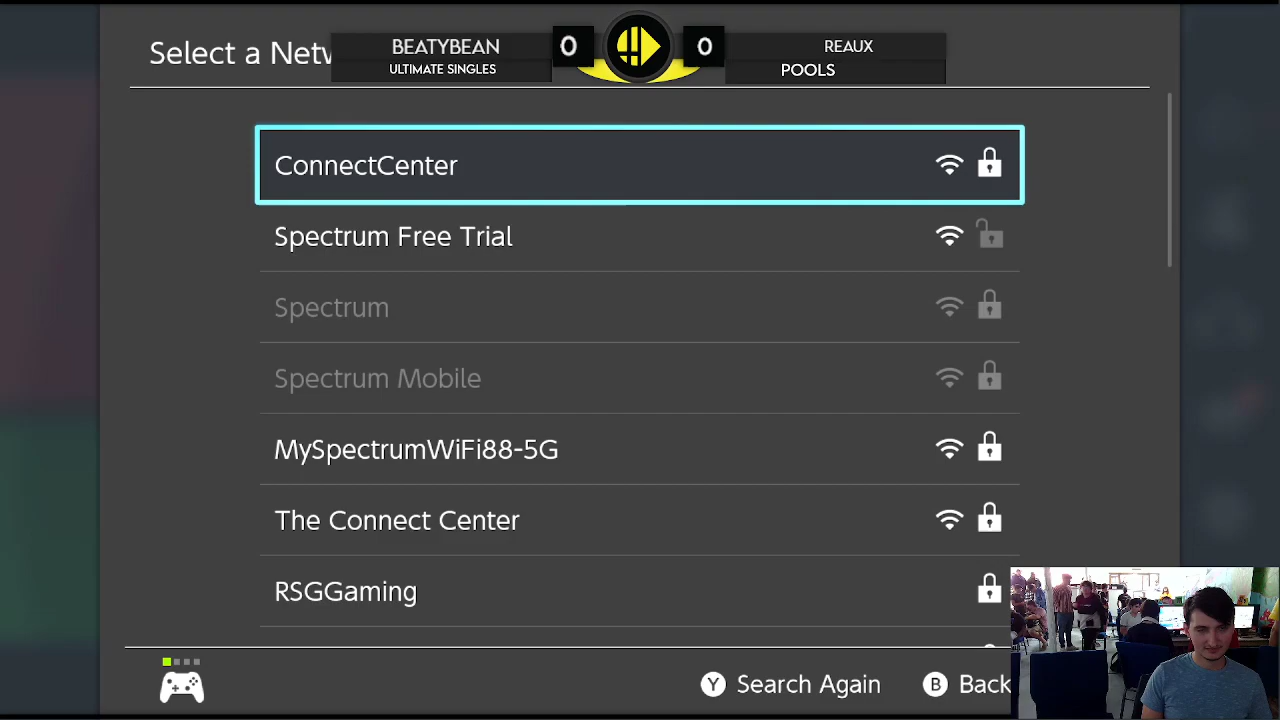 Select a Netw
BEATYBEAN
ULTIMATE SINGLES
0
0
REAUX
POOLS
ConnectCenter
Spectrum Free Trial
Spectrum
Spectrum Mobile
MySpectrumWiFi88-5G
The Connect Center
RSGGaming
Y Search Again
B Back